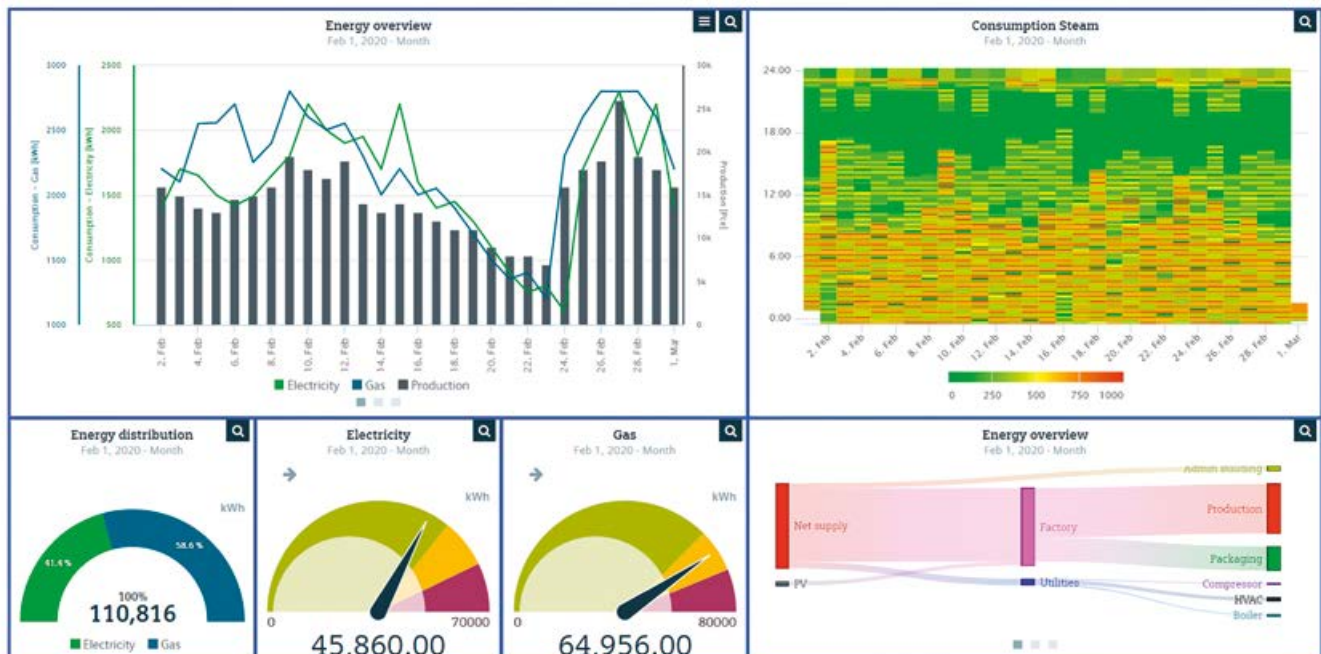 Energy overview
Feb 1, 2020 - Month
Consumption - Gas [kWh]
3000
2500
2000
1500
1000
Consumption - Electricity [kWh]
2500
2000
1500
1000
500
30k
25k
20k
15k
10k
5k
0
Production [Pce]
2. Feb
4. Feb
6. Feb
8. Feb
10. Feb
12. Feb
14. Feb
16. Feb
18. Feb
20. Feb
22. Feb
24. Feb
26. Feb
28. Feb
1. Mar
Electricity Gas Production
Consumption Steam
Feb 1, 2020 - Month
24:00
18:00
12:00
6:00
0:00
2. Feb
4. Feb
6. Feb
8. Feb
10. Feb
12. Feb
14. Feb
16. Feb
18. Feb
20. Feb
22. Feb
24. Feb
26. Feb
28. Feb
1. Mar
0 250 500 750 1000
Energy distribution
Feb 1, 2020 - Month
kWh
41.4 %
58.6 %
100%
110,816
Electricity Gas
Electricity
Feb 1, 2020 - Month
kWh
0 70000
45,860.00
Gas
Feb 1, 2020 - Month
kWh
0 80000
64,956.00
Energy overview
Feb 1, 2020 - Month
Admin Building
Net supply
Factory
Production
Packaging
PV
Utilities
Compressor
HVAC
Boiler